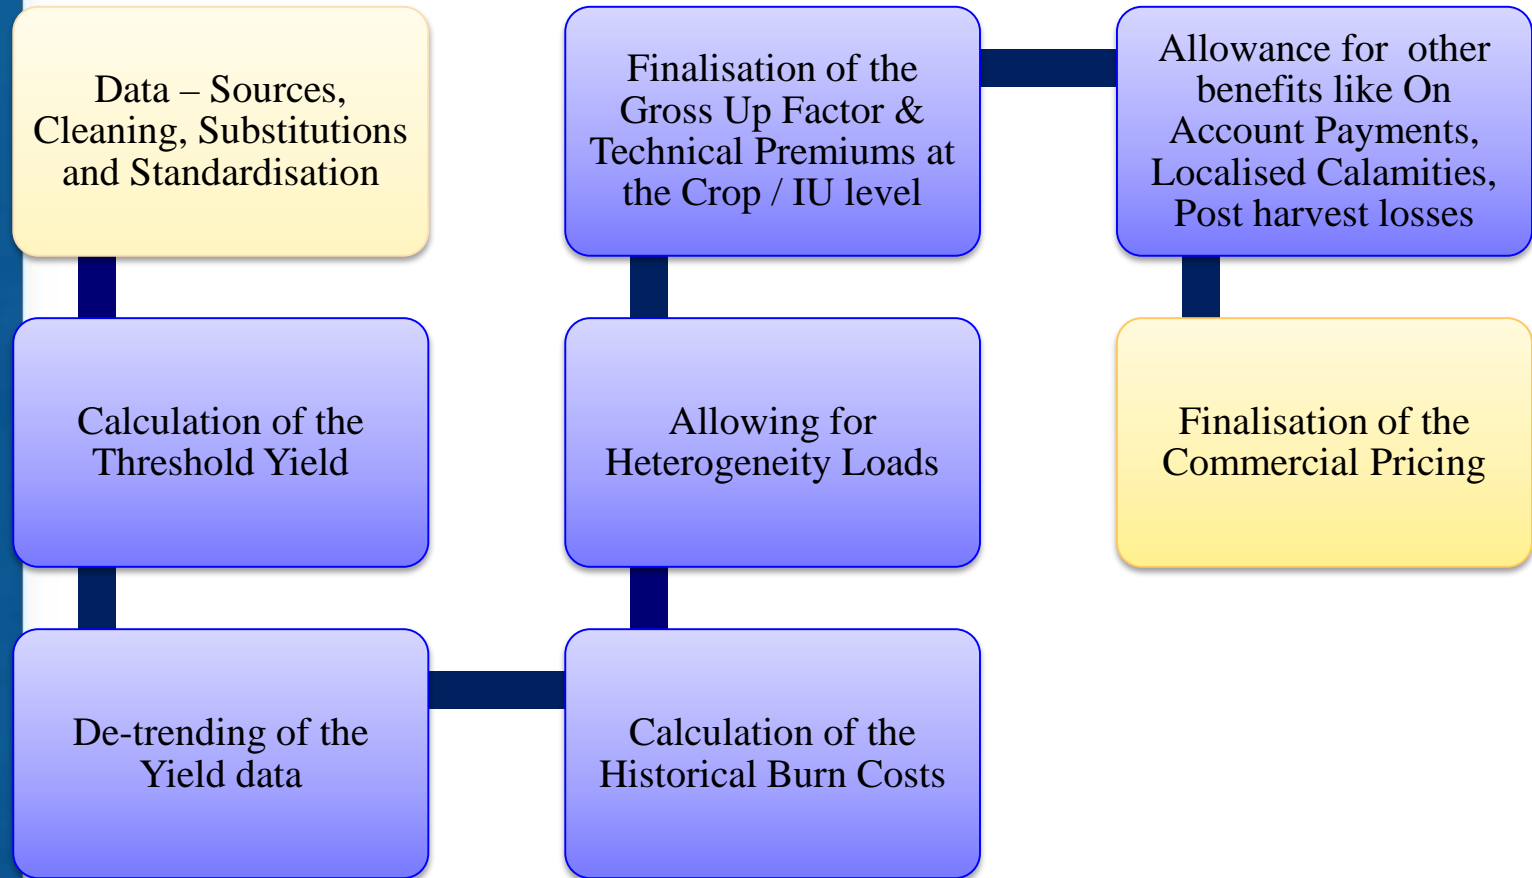 Data – Sources,
Cleaning, Substitutions
and Standardisation
Calculation of the
Threshold Yield
De-trending of the
Yield data
Calculation of the
Historical Burn Costs
Allowing for
Heterogeneity Loads
Finalisation of the
Gross Up Factor &
Technical Premiums at
the Crop / IU level
Allowance for other
benefits like On
Account Payments,
Localised Calamities,
Post harvest losses
Finalisation of the
Commercial Pricing